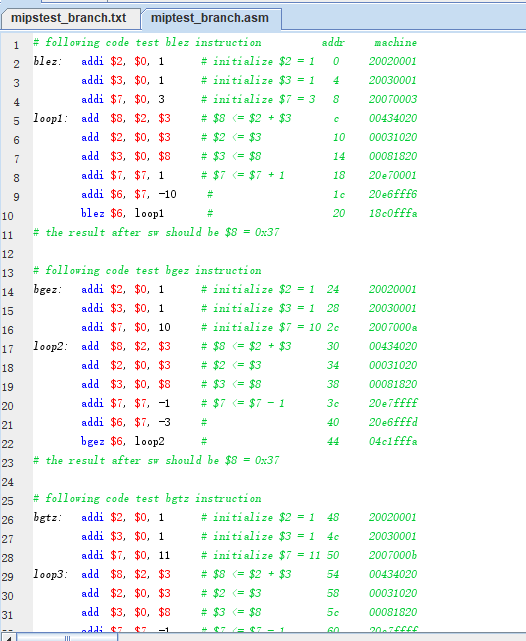 mipstest_branch.txt miptest_branch.asm
1 # following code test blez instruction addr machine
2 blez: addi $2, $0, 1 # initialize $2 = 1 0 20020001
3 addi $3, $0, 1 # initialize $3 = 1 4 20030001
4 addi $7, $0, 3 # initialize $7 = 3 8 20070003
5 loop1: add $8, $2, $3 # $8 <= $2 + $3 c 00434020
6 add $2, $0, $3 # $2 <= $3 10 00031020
7 add $3, $0, $8 # $3 <= $8 14 00081820
8 addi $7, $7, 1 # $7 <= $7 + 1 18 20e70001
9 addi $6, $7, -10 # 1c 20e6fff6
10 blez $6, loop1 # 20 18c0fffa
11 # the result after sw should be $8 = 0x37
12
13 # following code test bgez instruction
14 bgez: addi $2, $0, 1 # initialize $2 = 1 24 20020001
15 addi $3, $0, 1 # initialize $3 = 1 28 20030001
16 addi $7, $0, 10 # initialize $7 = 10 2c 2007000a
17 loop2: add $8, $2, $3 # $8 <= $2 + $3 30 00434020
18 add $2, $0, $3 # $2 <= $3 34 00031020
19 add $3, $0, $8 # $3 <= $8 38 00081820
20 addi $7, $7, -1 # $7 <= $7 - 1 3c 20e7ffff
21 addi $6, $7, -3 # 40 20e6fffd
22 bgez $6, loop2 # 44 04c1fffa
23 # the result after sw should be $8 = 0x37
24
25 # following code test bgtz instruction
26 bgtz: addi $2, $0, 1 # initialize $2 = 1 48 20020001
27 addi $3, $0, 1 # initialize $3 = 1 4c 20030001
28 addi $7, $0, 11 # initialize $7 = 11 50 2007000b
29 loop3: add $8, $2, $3 # $8 <= $2 + $3 54 00434020
30 add $2, $0, $3 # $2 <= $3 58 00031020
31 add $3, $0, $8 # $3 <= $8 5c 00081820